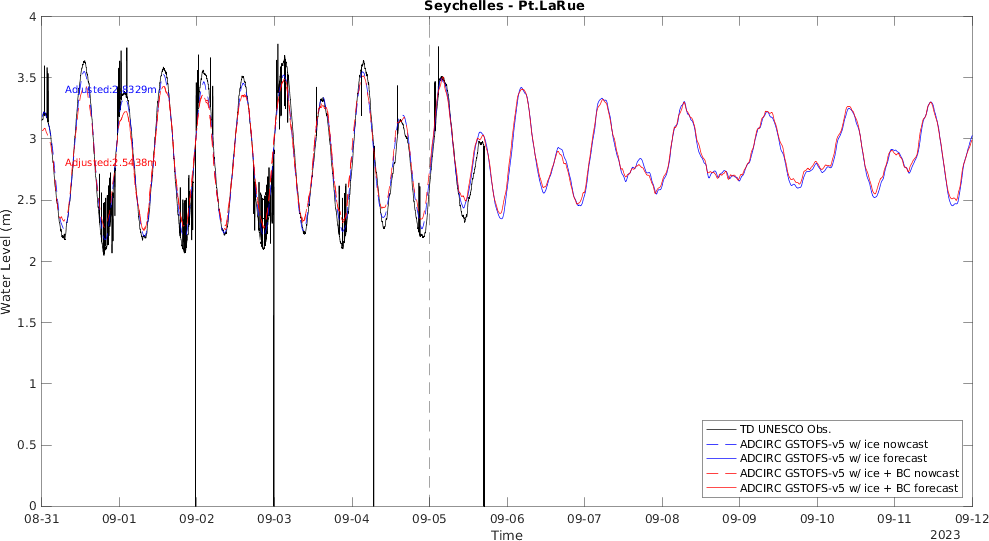 Seychelles - Pt.LaRue
4
3.5
3
2.5
2
1.5
1
0.5
0
Water Level (m)
Adjusted:2.5438m
TD UNESCO Obs.
ADCIRC GSTOFS-v5 w/ ice nowcast
ADCIRC GSTOFS-v5 w/ ice forecast
ADCIRC GSTOFS-v5 w/ ice + BC nowcast
ADCIRC GSTOFS-v5 w/ ice + BC forecast
08-31 09-01 09-02 09-03 09-04 09-05 09-06 09-07 09-08 09-09 09-10 09-11 09-12
Time
2023